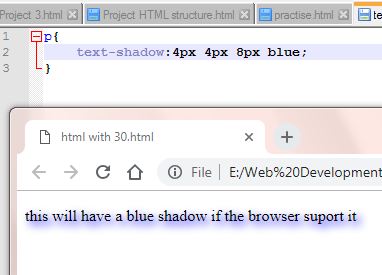 Project 3.html Project HTML structure.html practise.html te
1 p{
2 text-shadow:4px 4px 8px blue;
3 }
html with 30.html
File E:/Web%20Development
this will have a blue shadow if the browser suport it